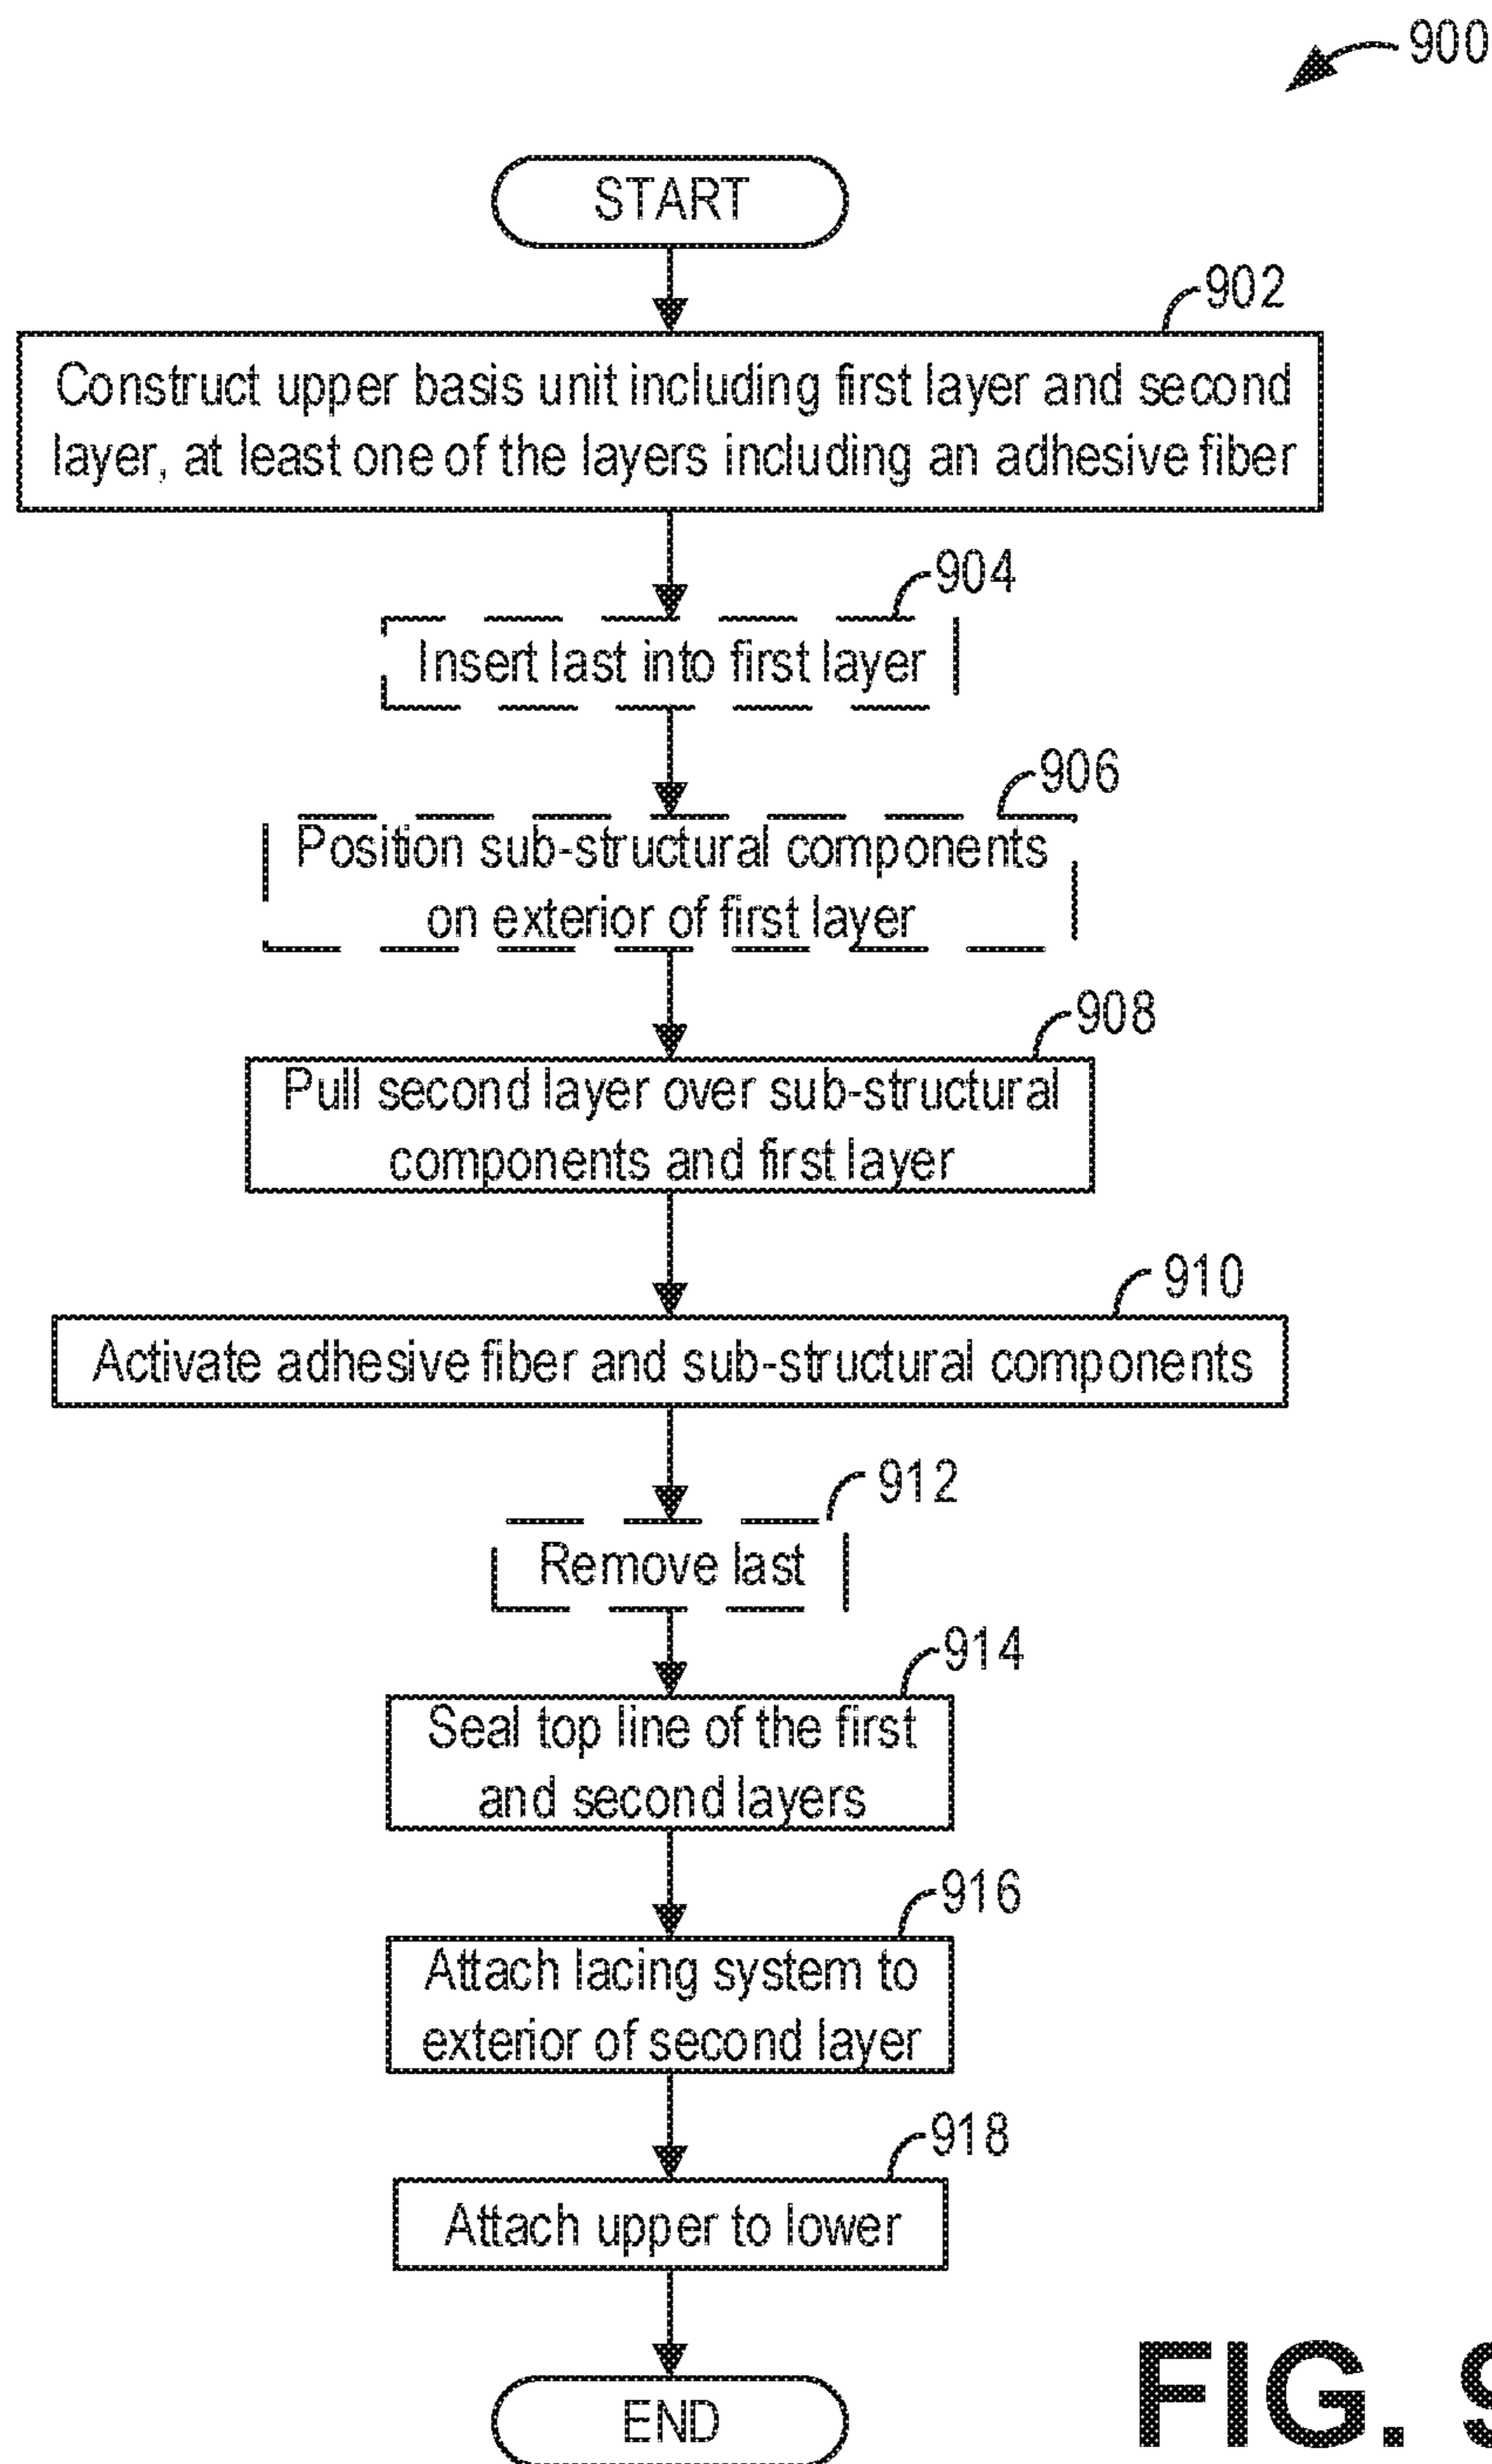 900
START
902
Construct upper basis unit including first layer and second
layer, at least one of the layers including an adhesive fiber
904
Insert last into first layer
906
Position sub-structural components
on exterior of first layer
908
Pull second layer over sub-structural
components and first layer
910
Activate adhesive fiber and sub-structural components
912
Remove last
914
Seal top line of the first
and second layers
916
Attach lacing system to
exterior of second layer
918
Attach upper to lower
END
FIG. 9